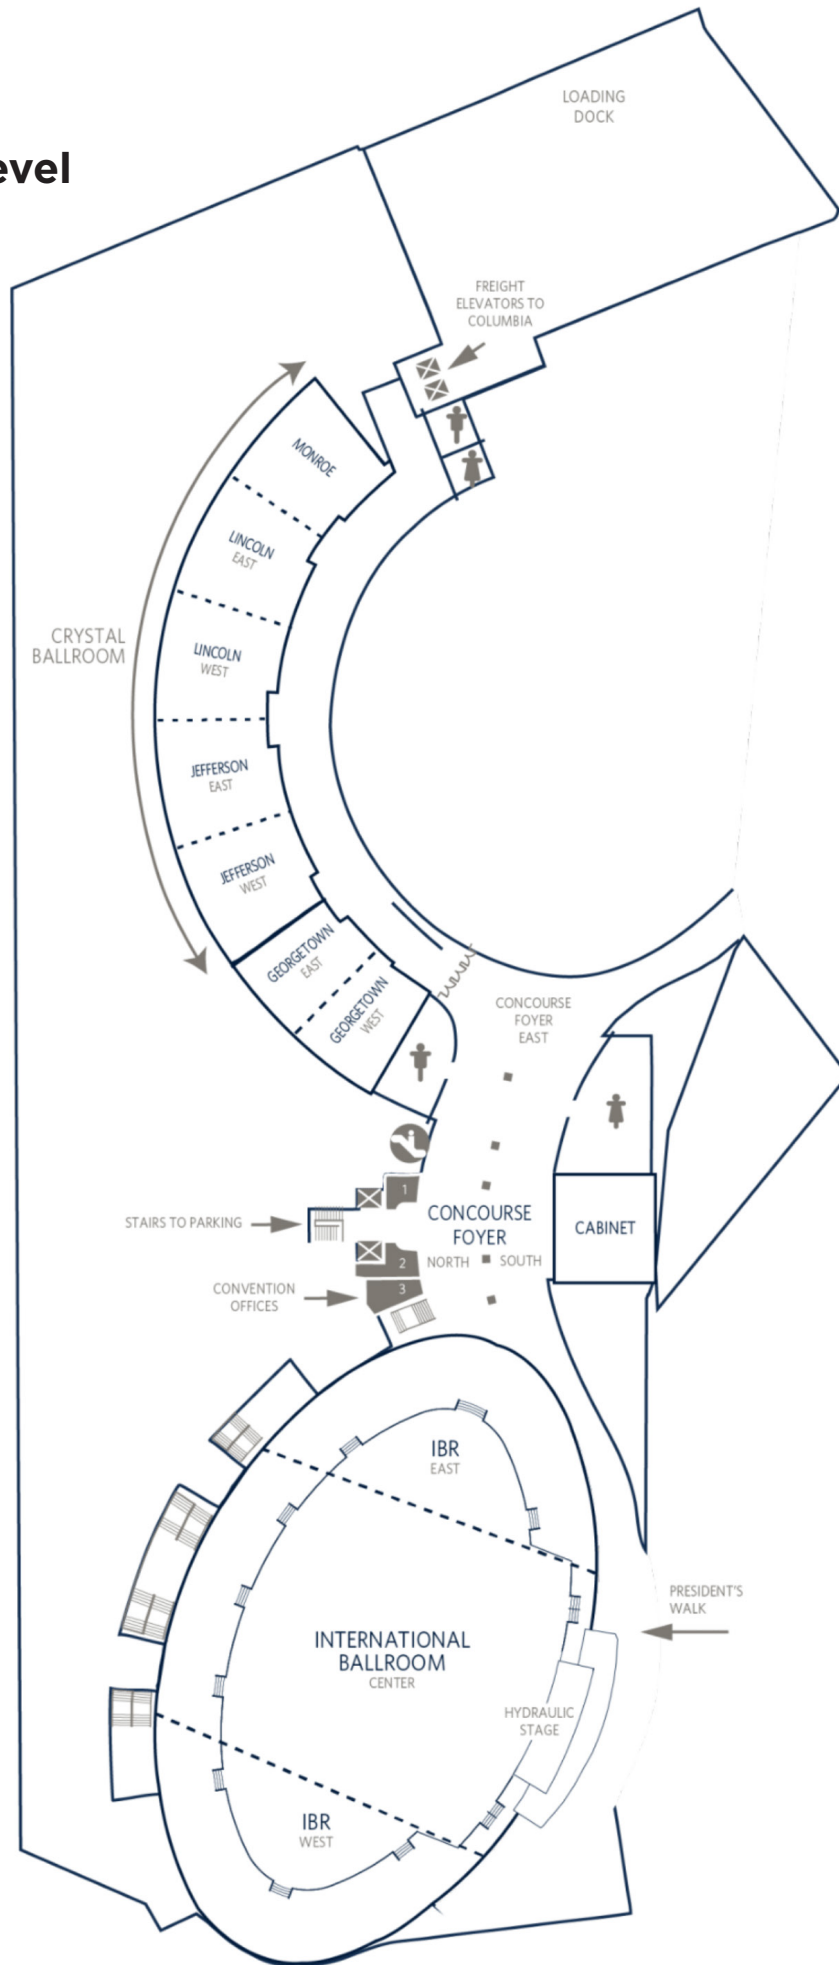 evel
LOADING
DOCK
FREIGHT
ELEVATORS TO
COLUMBIA
MONROE
LINCOLN
EAST
CRYSTAL
BALLROOM
LINCOLN
WEST
JEFFERSON
EAST
JEFFERSON
WEST
GEORGETOWN
EAST
GEORGETOWN
WEST
CONCOURSE
FOYER
EAST
1
STAIRS TO PARKING
CONCOURSE
FOYER
NORTH
SOUTH
CABINET
2
CONVENTION
OFFICES
3
IBR
EAST
PRESIDENT'S
WALK
INTERNATIONAL
BALLROOM
CENTER
HYDRAULIC
STAGE
IBR
WEST